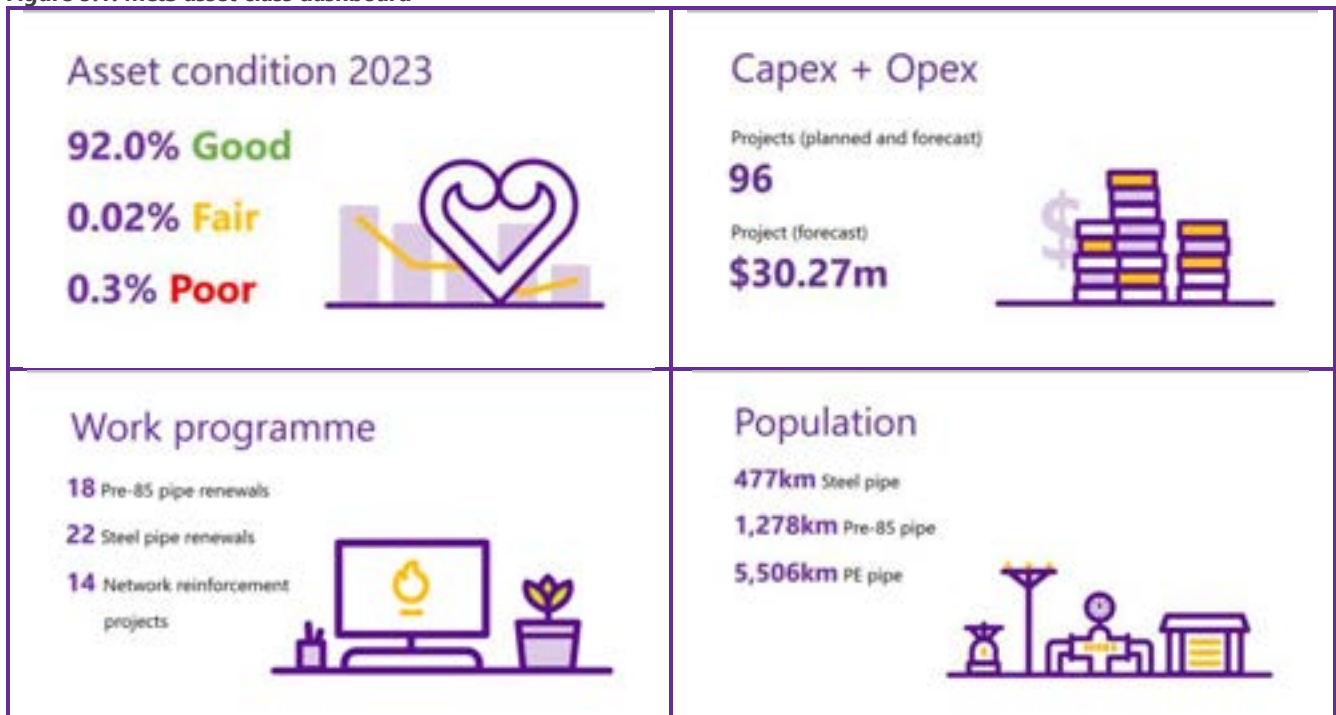 Asset condition 2023
92.0% Good
0.02% Fair
0.3% Poor
Capex + Opex
Projects (planned and forecast)
96
Project (forecast)
$30.27m
$
Work programme
18 Pre-85 pipe renewals
22 Steel pipe renewals
14 Network reinforcement
projects
Population
477km Steel pipe
1,278km Pre-85 pipe
5,506km PE pipe